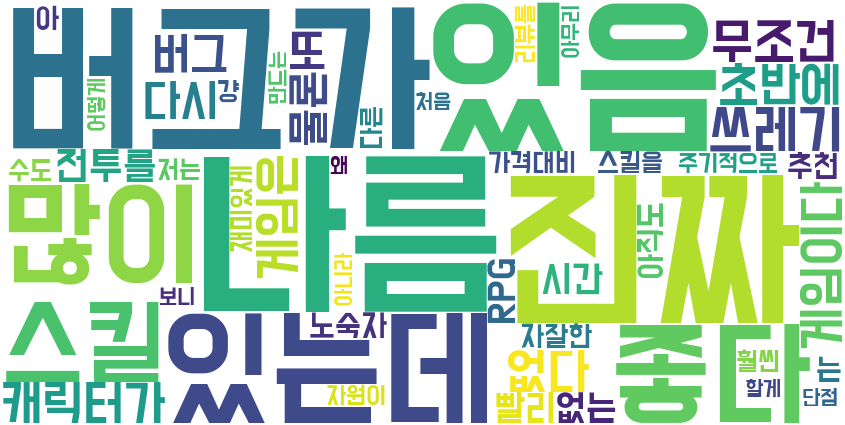 버그가
있음
아
버그
다시
걍
어떻게
만드는
물론
때문
다른
처음
리뷰를
아무리
무조건
초반에
쓰레기
수도
전투를
저는
왜
가격대비
스킬을
주기적으로
추천
많이
나름
진짜
재미있게
게임은
아니라
RPG
시간
아직도
게임이다
보니
노숙자
자잘한
스킬
있는데
좋다
없다
훨씬
는
할게
단점
캐릭터가
자원이
빨리
없는